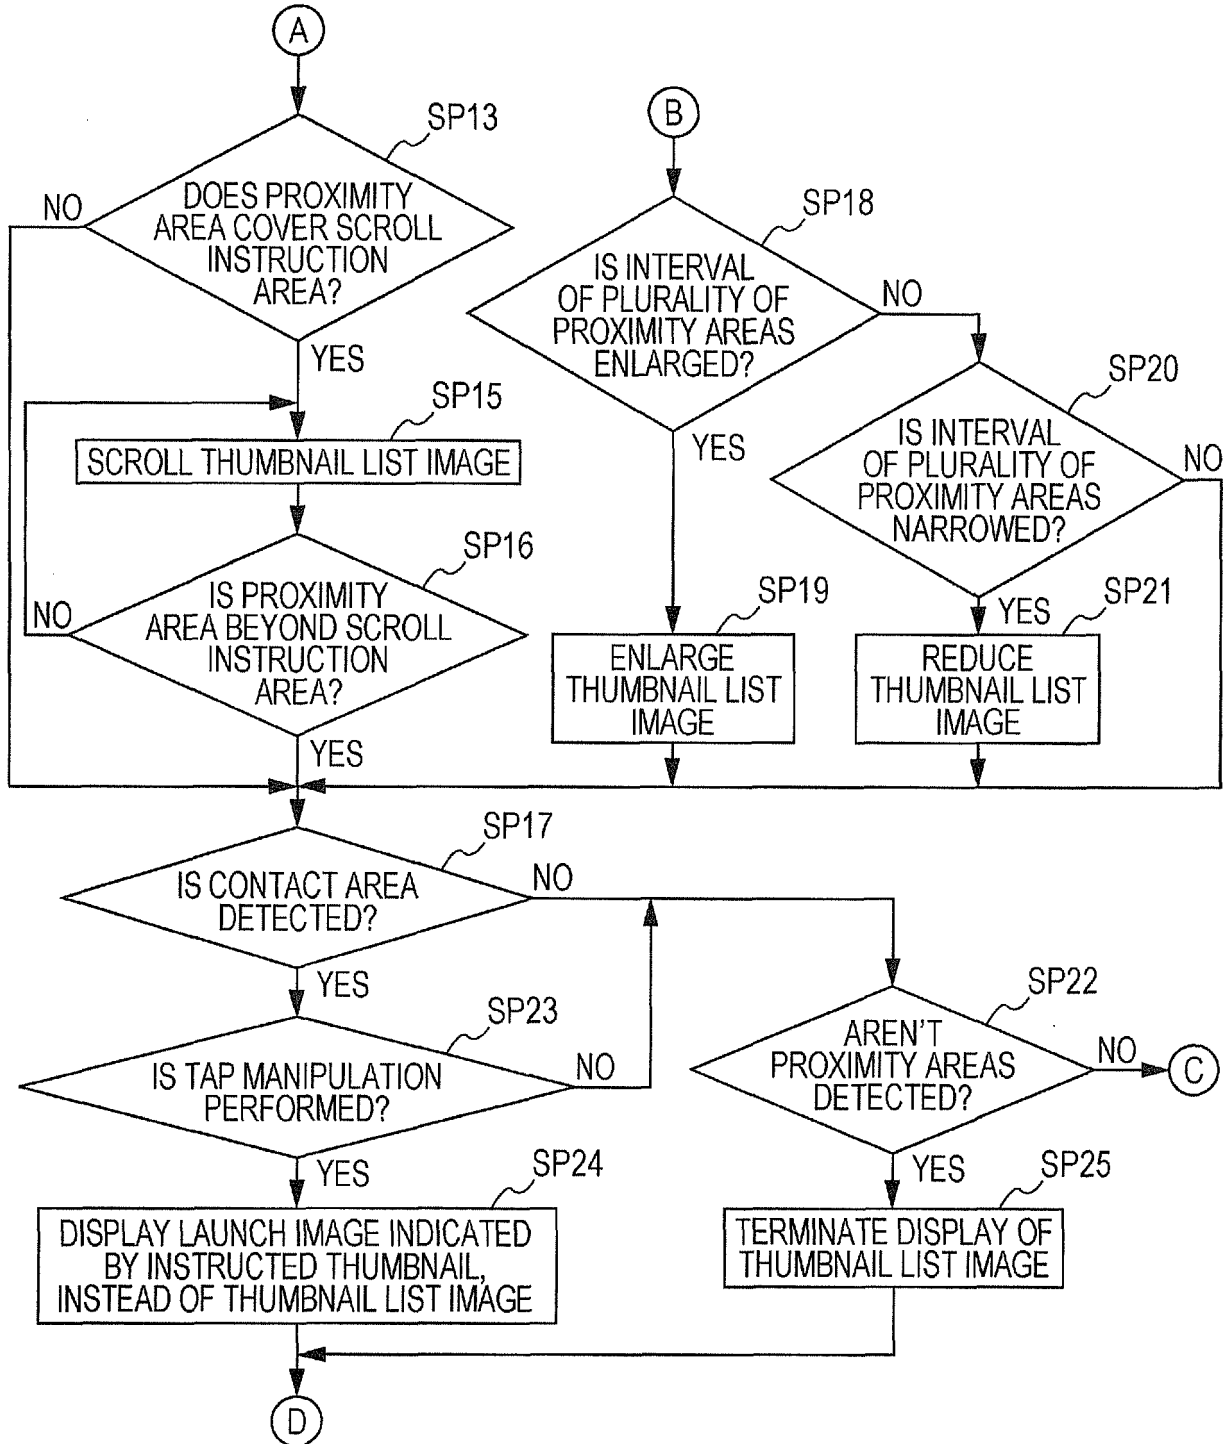 A
SP13
DOES PROXIMITY
AREA COVER SCROLL
INSTRUCTION
AREA?
NO
YES
SP15
SCROLL THUMBNAIL LIST IMAGE
SP16
IS PROXIMITY
AREA BEYOND SCROLL
INSTRUCTION
AREA?
NO
YES
B
SP18
IS INTERVAL
OF PLURALITY OF
PROXIMITY AREAS
ENLARGED?
NO
YES
SP19
ENLARGE
THUMBNAIL LIST
IMAGE
SP20
IS INTERVAL
OF PLURALITY OF
PROXIMITY AREAS
NARROWED?
NO
YES
SP21
REDUCE
THUMBNAIL LIST
IMAGE
SP17
IS CONTACT AREA
DETECTED?
NO
YES
SP23
IS TAP MANIPULATION
PERFORMED?
NO
YES
SP24
DISPLAY LAUNCH IMAGE INDICATED
BY INSTRUCTED THUMBNAIL,
INSTEAD OF THUMBNAIL LIST IMAGE
SP22
AREN'T
PROXIMITY AREAS
DETECTED?
NO
C
YES
SP25
TERMINATE DISPLAY OF
THUMBNAIL LIST IMAGE
D